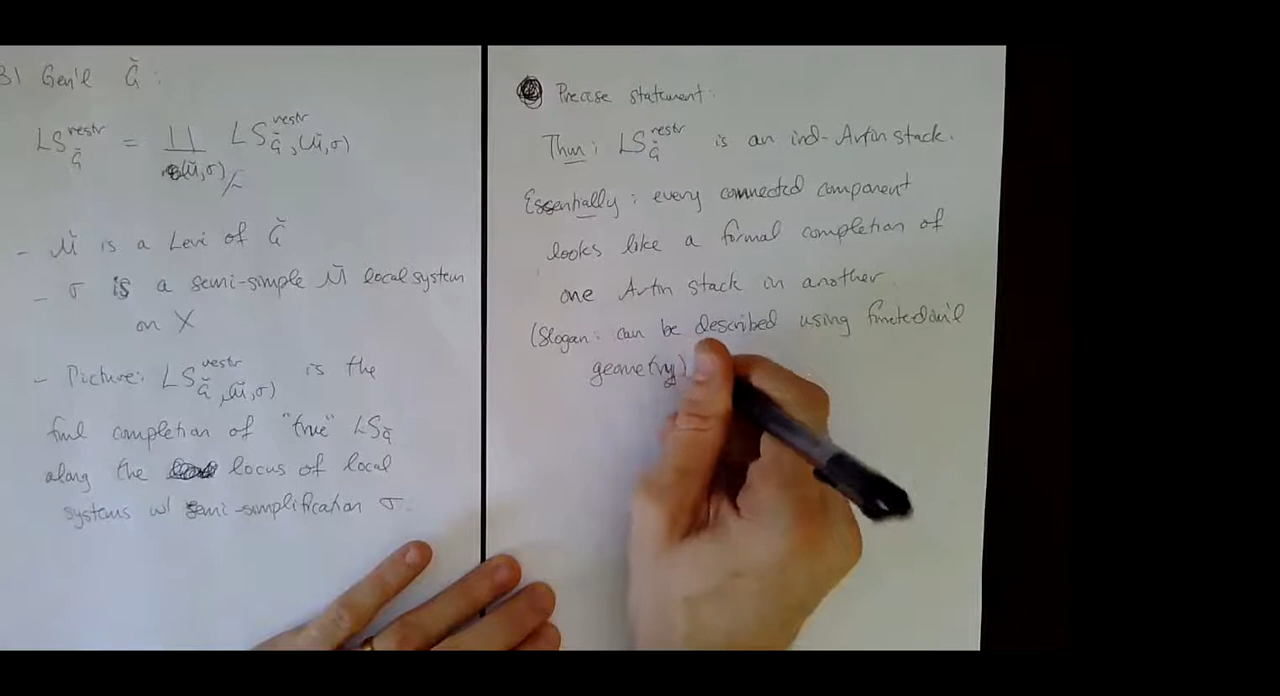 3) Gen'l Ǧ :
LS^restr_Ǧ = ∐_(M̌,σ)/~ LS^restr_Ǧ,(M̌,σ)
- M̌ is a Levi of Ǧ
- σ is a semi-simple M̌ local system
on X
- Picture: LS^restr_Ǧ,(M̌,σ) is the
fml completion of "true" LS_Ǧ
along the locus of local
systems w/ semi-simplification σ.
Precise statement:
Thm: LS^restr_Ǧ is an ind-Artin stack.
Essentially: every connected component
looks like a formal completion of
one Artin stack in another
(Slogan: can be described using finite dim'l
geometry)